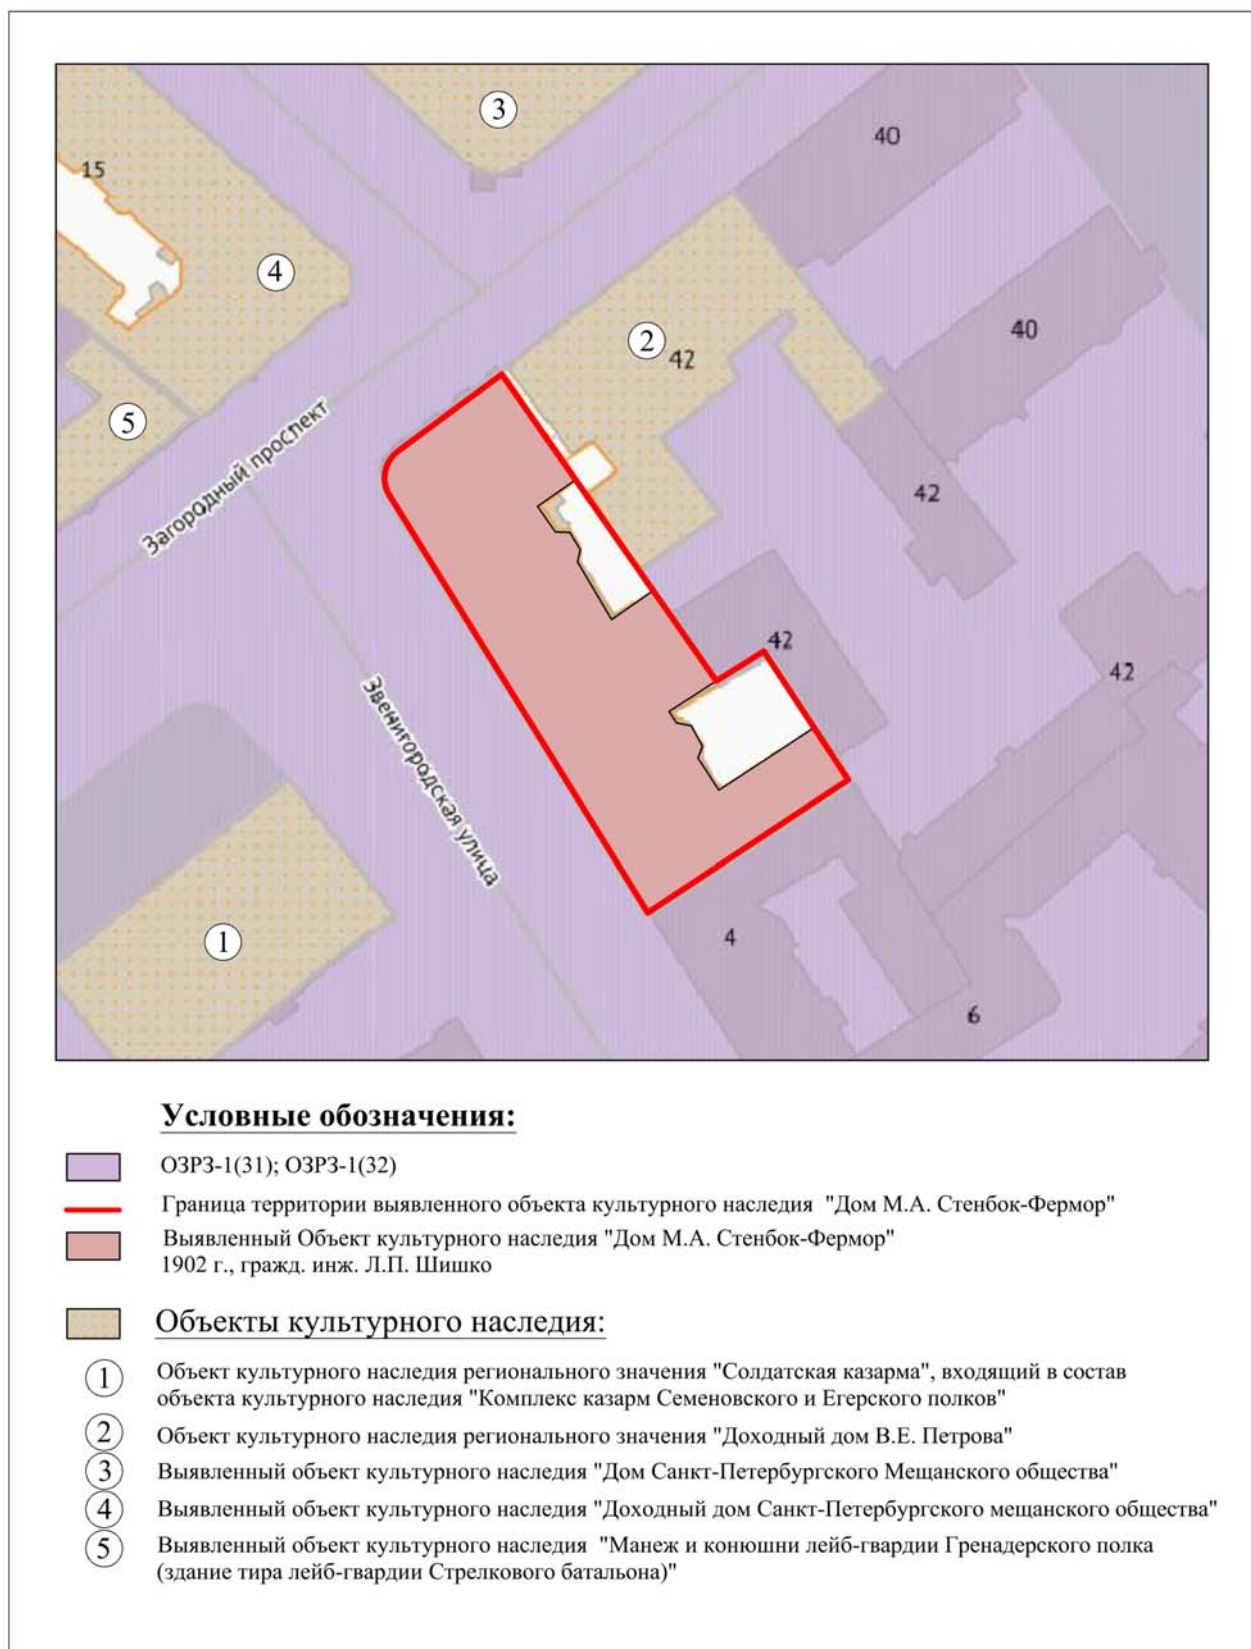 3
40
15
4
2
42
40
5
Загородный проспект
42
42
42
Звенигородская улица
1
4
6
Условные обозначения:
ОЗРЗ-1(31); ОЗРЗ-1(32)
Граница территории выявленного объекта культурного наследия "Дом М.А. Стенбок-Фермор"
Выявленный Объект культурного наследия "Дом М.А. Стенбок-Фермор"
1902 г., гражд. инж. Л.П. Шишко
Объекты культурного наследия:
1 Объект культурного наследия регионального значения "Солдатская казарма", входящий в состав
объекта культурного наследия "Комплекс казарм Семеновского и Егерского полков"
2 Объект культурного наследия регионального значения "Доходный дом В.Е. Петрова"
3 Выявленный объект культурного наследия "Дом Санкт-Петербургского Мещанского общества"
4 Выявленный объект культурного наследия "Доходный дом Санкт-Петербургского мещанского общества"
5 Выявленный объект культурного наследия "Манеж и конюшни лейб-гвардии Гренадерского полка
(здание тира лейб-гвардии Стрелкового батальона)"